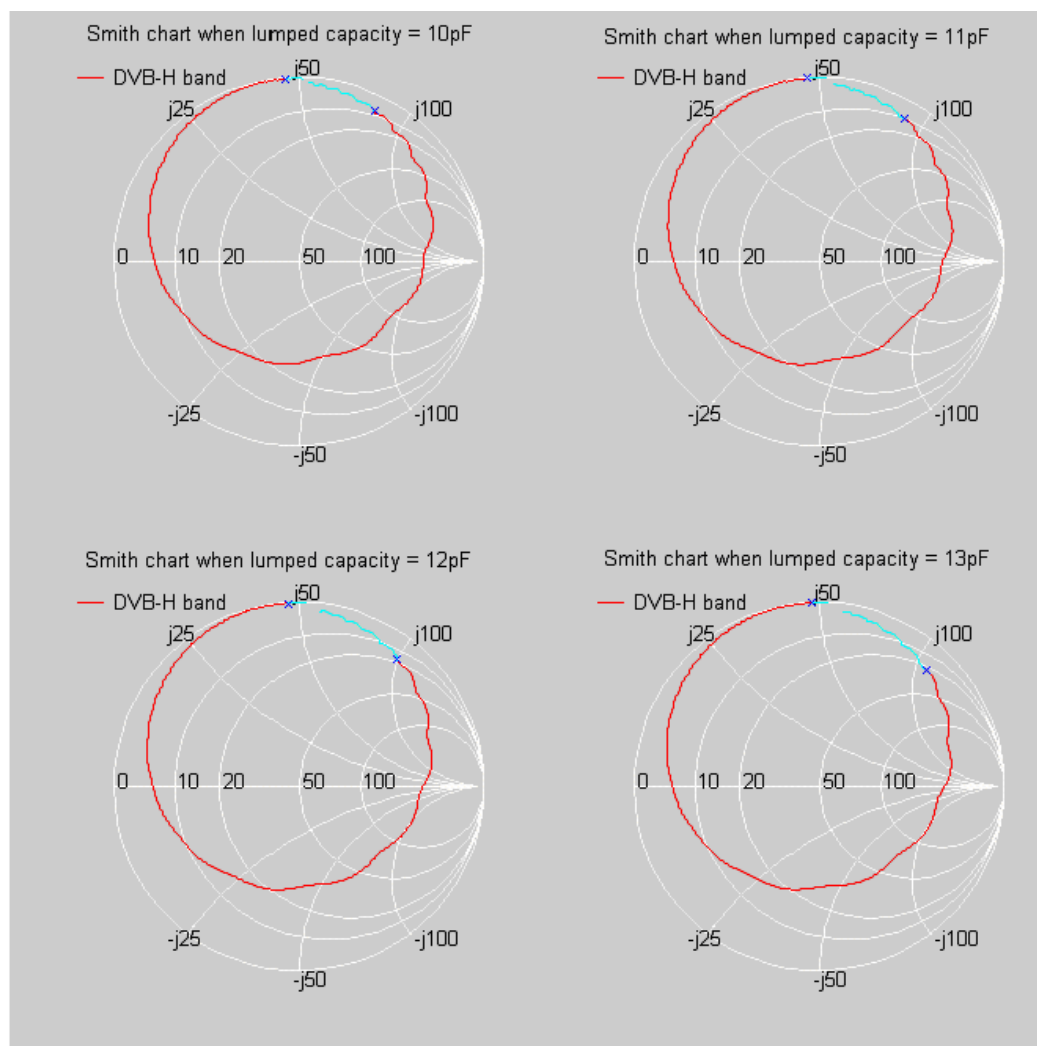 Smith chart when lumped capacity = 10pF
DVB-H band
j50
j25
j100
0
10
20
50
100
-j25
-j100
-j50
Smith chart when lumped capacity = 11pF
DVB-H band
j50
j25
j100
0
10
20
50
100
-j25
-j100
-j50
Smith chart when lumped capacity = 12pF
DVB-H band
j50
j25
j100
0
10
20
50
100
-j25
-j100
-j50
Smith chart when lumped capacity = 13pF
DVB-H band
j50
j25
j100
0
10
20
50
100
-j25
-j100
-j50